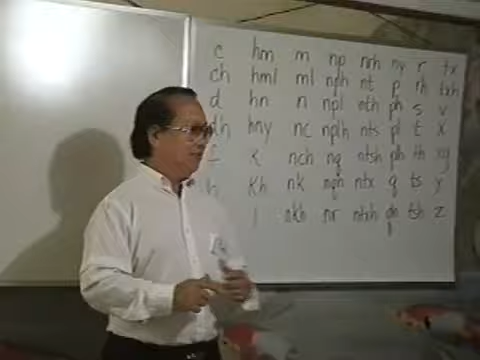 c hm m np nrh ny r tx
ch hml ml nph nt p rh txh
d hn n npl nth ph s v
dh hny nc nplh nts pl t x
f k nch nq ntsh plh th xy
h kh nk nqh ntx q ts y
l nkh nr ntxh qh tsh z